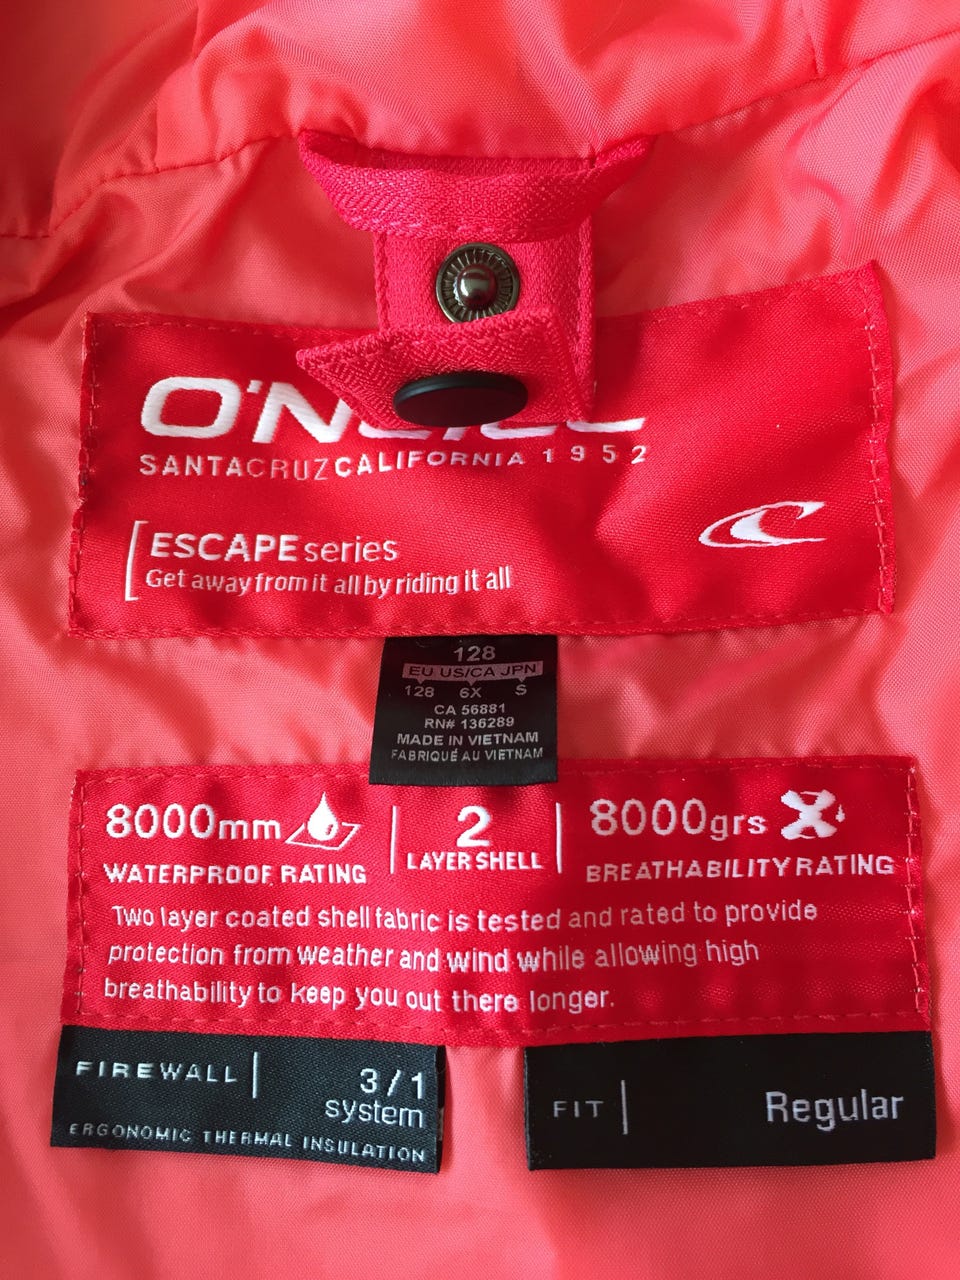 O'NEILL
SANTA CRUZ CALIFORNIA 1952
ESCAPE series
Get away from it all by riding it all
128
EU US/CA JPN
128 6X S
CA 56881
RN# 136289
MADE IN VIETNAM
FABRIQUÉ AU VIETNAM
8000mm
WATERPROOF RATING
2
LAYER SHELL
8000grs
BREATHABILITY RATING
Two layer coated shell fabric is tested and rated to provide
protection from weather and wind while allowing high
breathability to keep you out there longer.
FIREWALL
3/1
system
ERGONOMIC THERMAL INSULATION
FIT
Regular